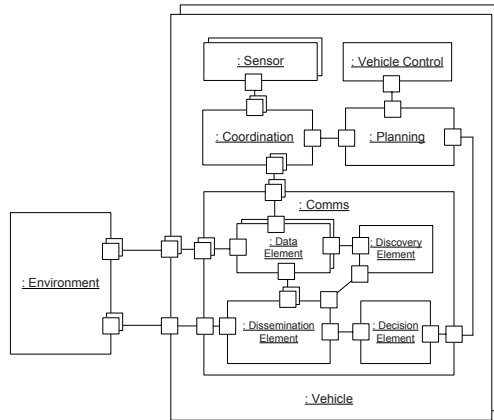 : Sensor
: Vehicle Control
: Coordination
: Planning
: Comms
: Data
Element
: Discovery
Element
: Environment
: Dissemination
Element
: Decision
Element
: Vehicle